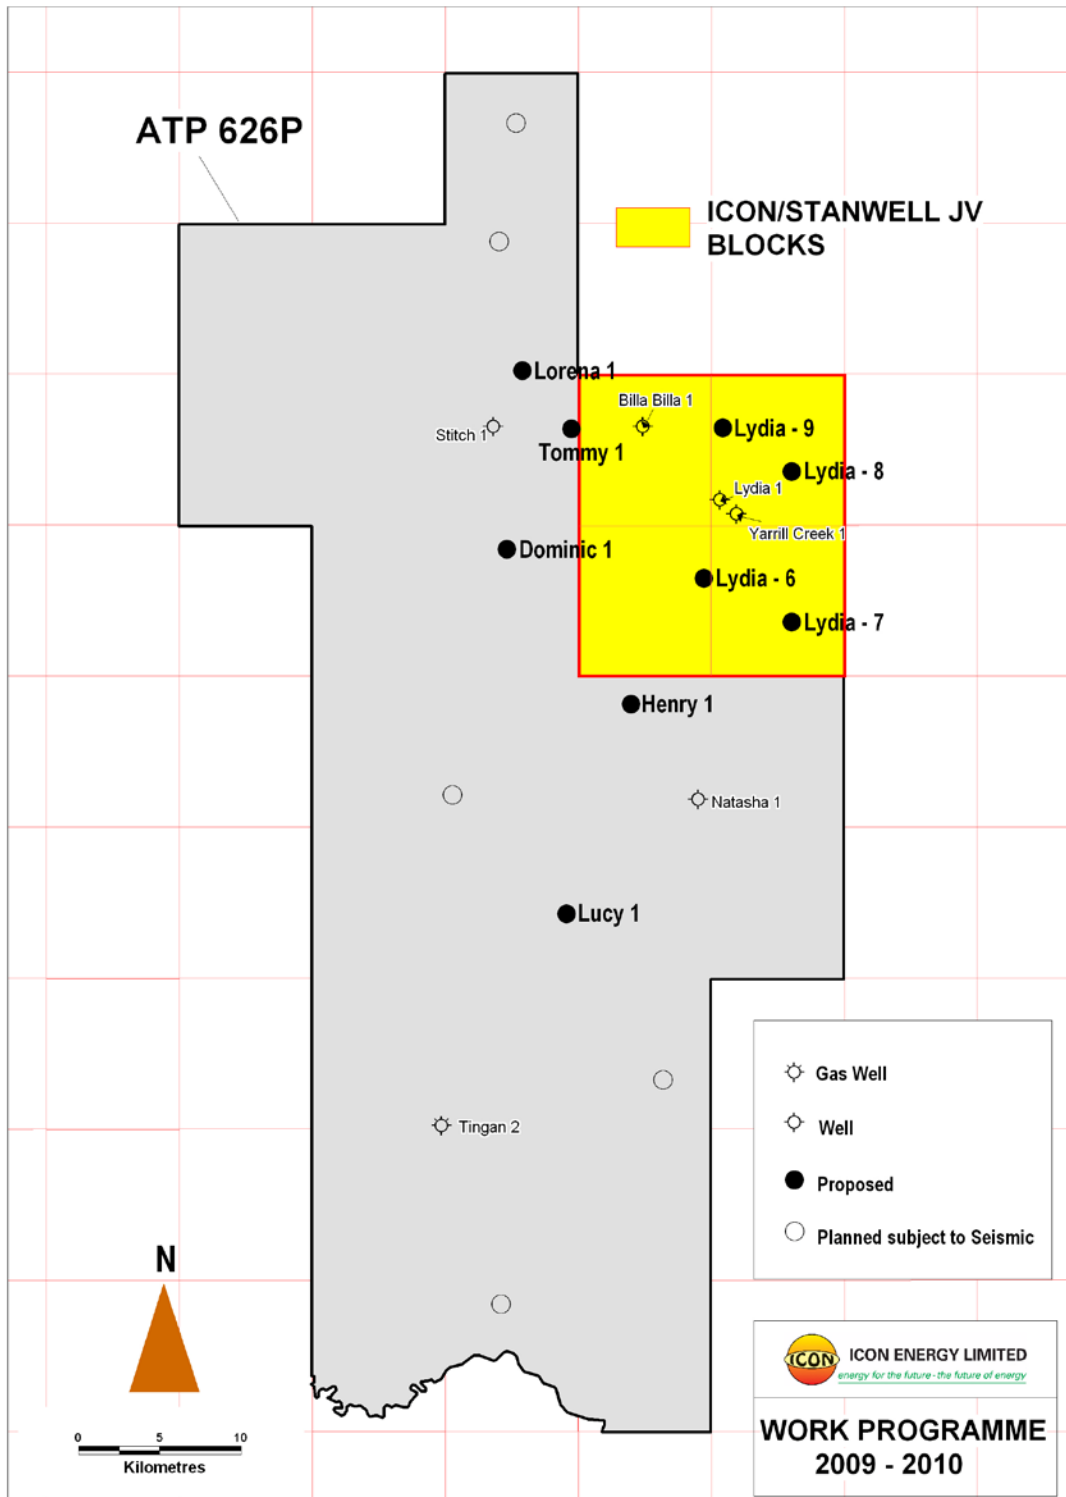 ATP 626P
ICON/STANWELL JV
BLOCKS
Lorena 1
Billa Billa 1
Stitch 1
Tommy 1
Lydia - 9
Lydia - 8
Lydia 1
Yarrill Creek 1
Dominic 1
Lydia - 6
Lydia - 7
Henry 1
Natasha 1
Lucy 1
Tingan 2
Gas Well
Well
Proposed
Planned subject to Seismic
N
0 5 10
Kilometres
ICON
ICON ENERGY LIMITED
energy for the future - the future of energy
WORK PROGRAMME
2009 - 2010